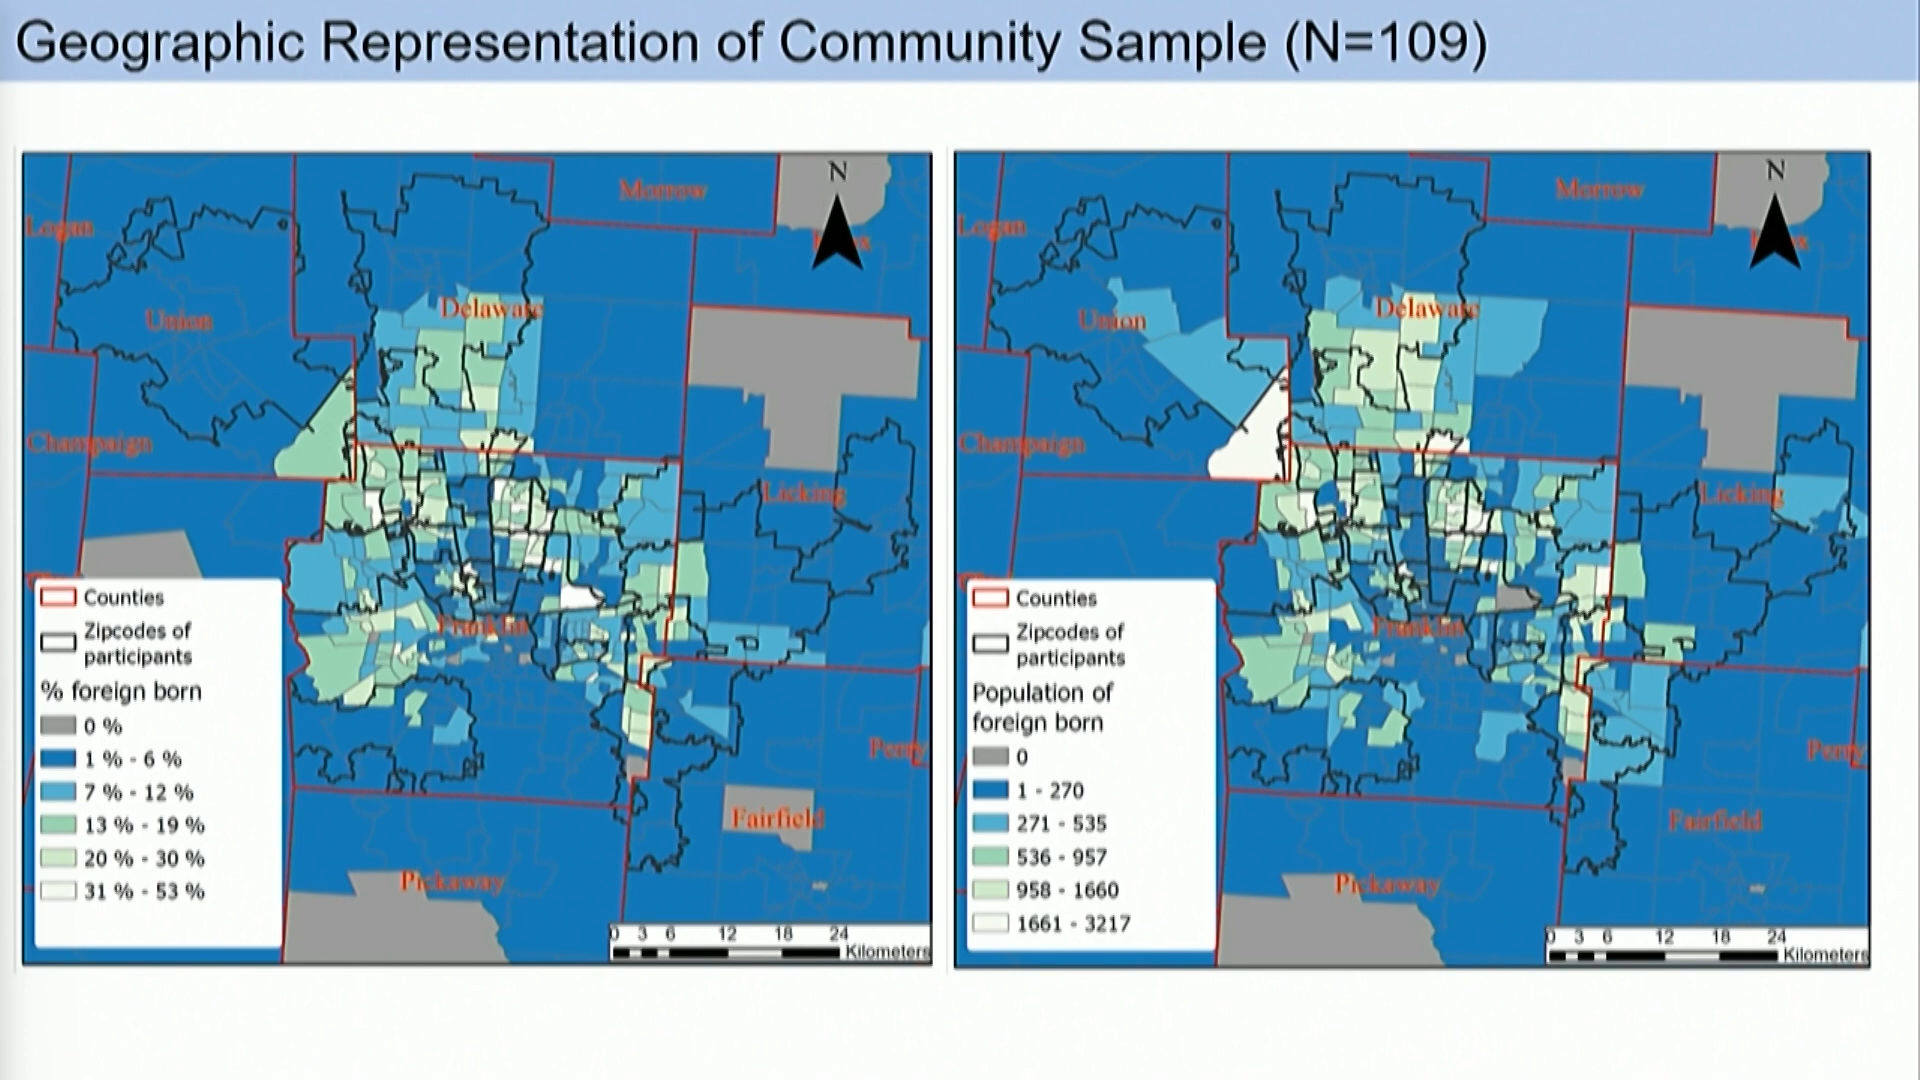 Geographic Representation of Community Sample (N=109)
N
Morrow
Logan
Delaware
Union
Champaign
Licking
Franklin
Perry
Fairfield
Pickaway
Counties
Zipcodes of
participants
% foreign born
0 %
1 % - 6 %
7 % - 12 %
13 % - 19 %
20 % - 30 %
31 % - 53 %
0 3 6 12 18 24
Kilometers
N
Morrow
Logan
Delaware
Union
Champaign
Licking
Franklin
Perry
Fairfield
Pickaway
Counties
Zipcodes of
participants
Population of
foreign born
0
1 - 270
271 - 535
536 - 957
958 - 1660
1661 - 3217
0 3 6 12 18 24
Kilometers